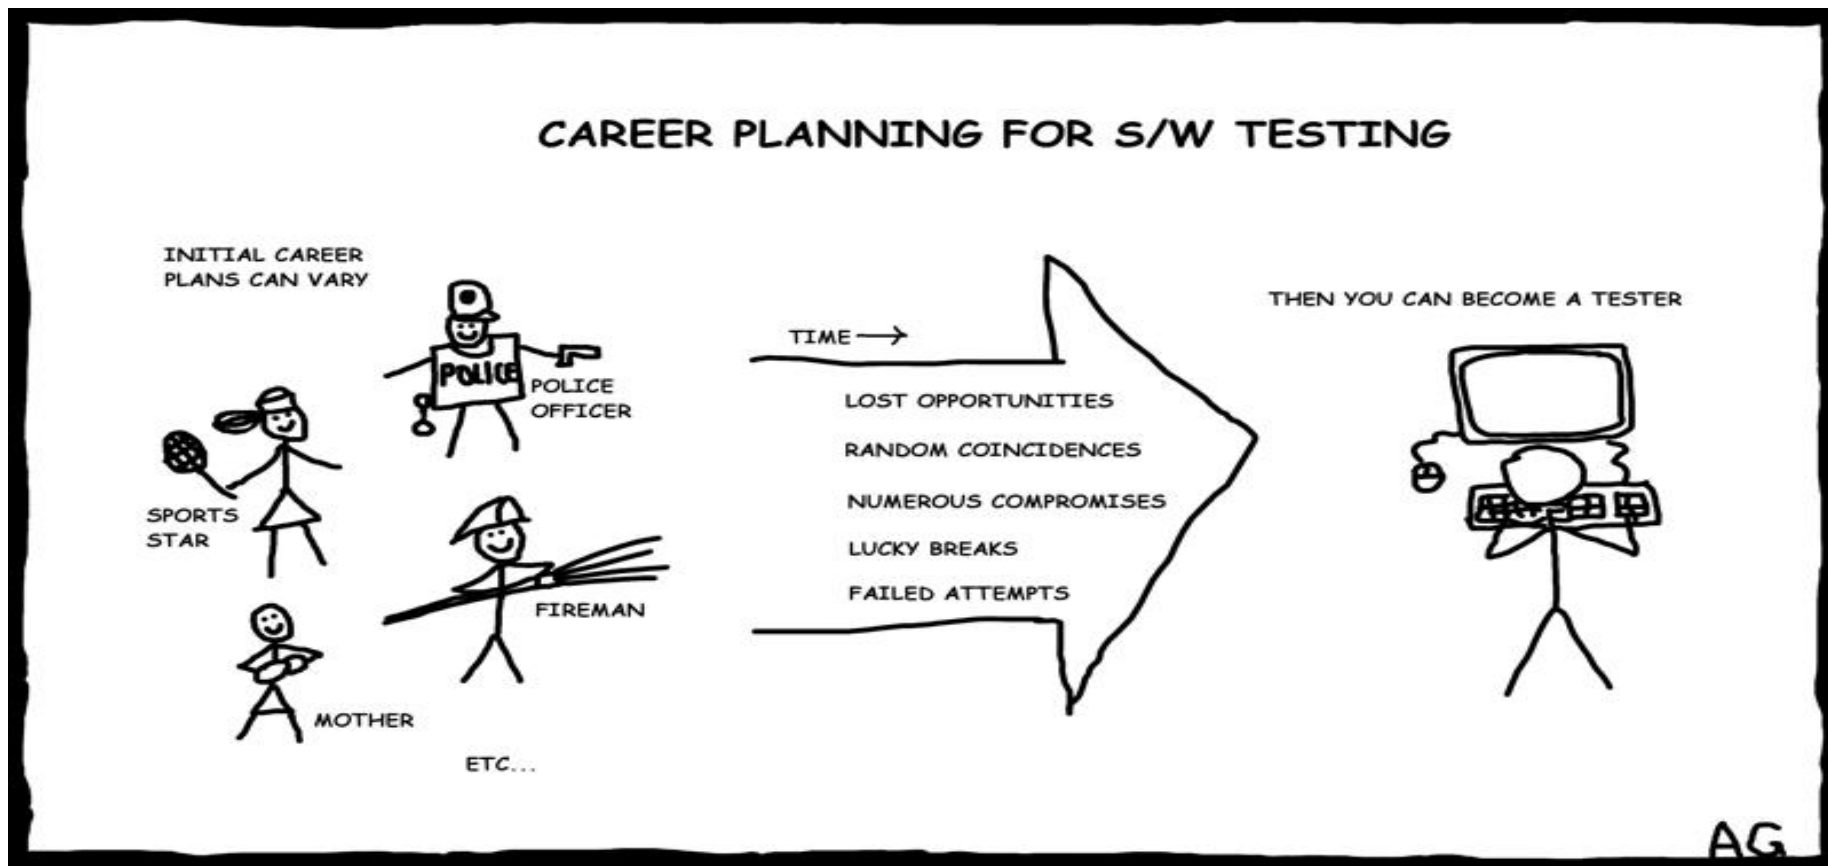 CAREER PLANNING FOR S/W TESTING
INITIAL CAREER
PLANS CAN VARY
POLICE
POLICE
OFFICER
SPORTS
STAR
FIREMAN
MOTHER
ETC...
TIME
LOST OPPORTUNITIES
RANDOM COINCIDENCES
NUMEROUS COMPROMISES
LUCKY BREAKS
FAILED ATTEMPTS
THEN YOU CAN BECOME A TESTER
AG